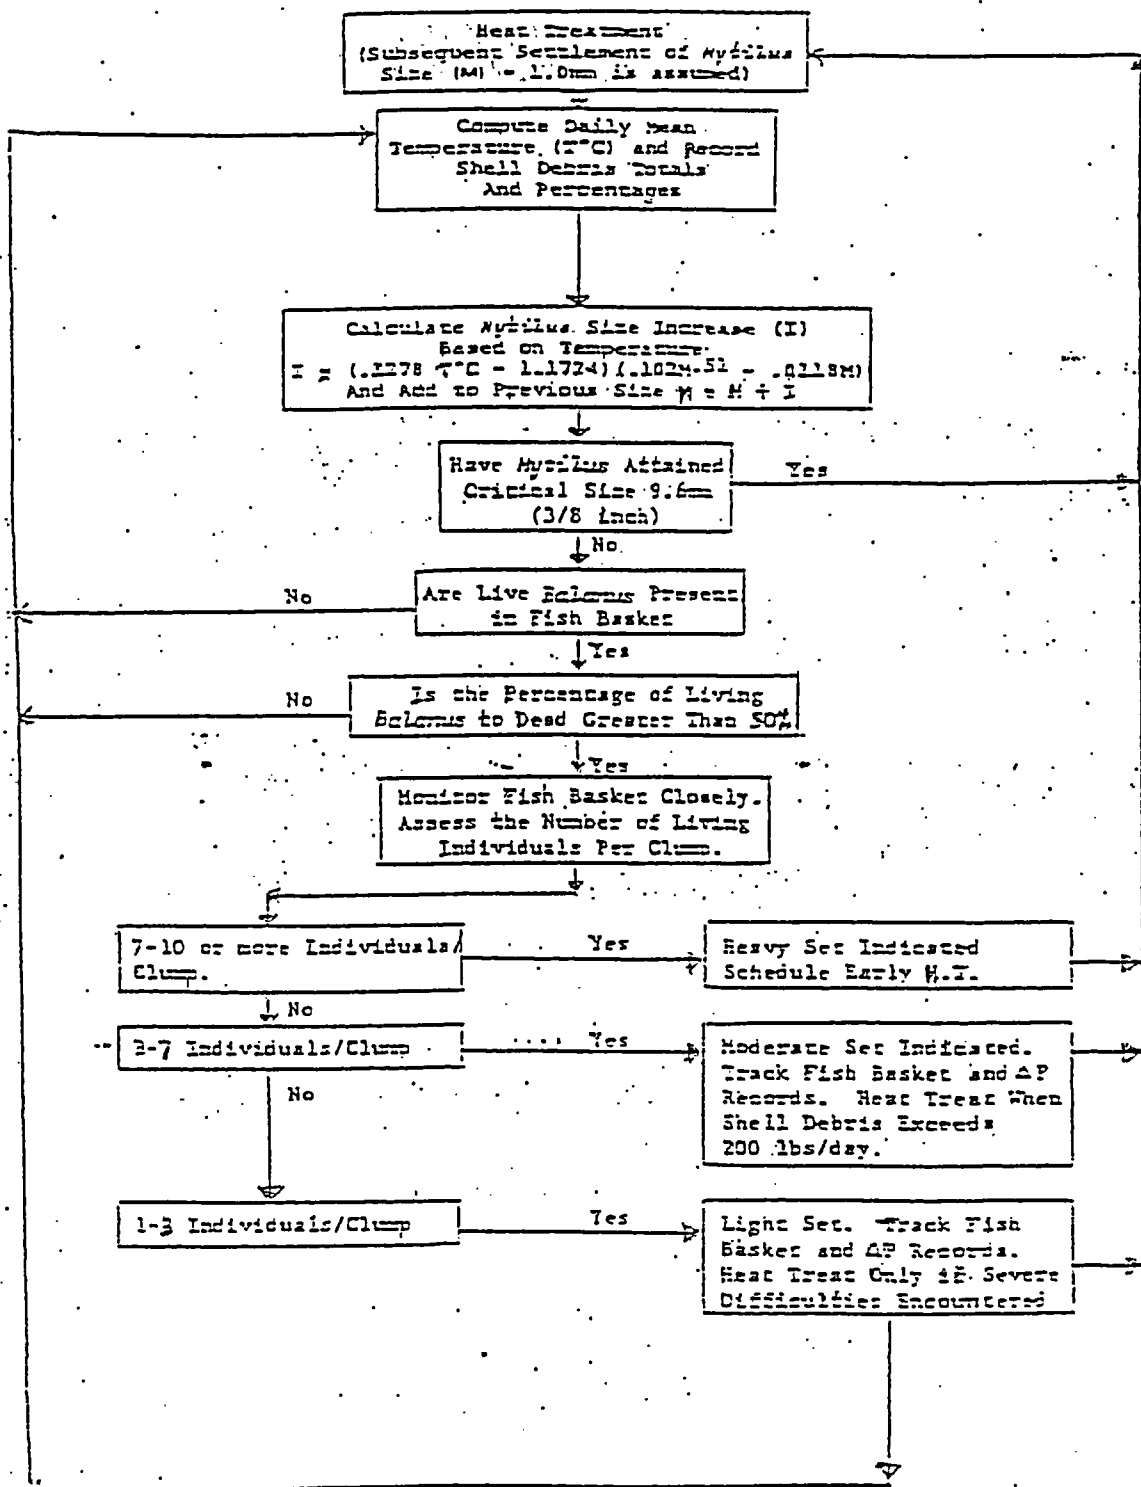 Heat Treatment
(Subsequent Settlement of Mytilus
Size (M) = 1.0mm is assumed)
Compute Daily Mean
Temperature (T°C) and Record
Shell Debris Totals
And Percentages
Calculate Mytilus Size Increase (I)
Based on Temperature
I = (.1278 T°C - 1.1724)(.102M.51 - .0118M)
And Add to Previous Size M = M + I
Have Mytilus Attained
Critical Size 9.6mm
(3/8 inch)
Yes
No
Are Live Balanus Present
in Fish Basket
No
Yes
Is the Percentage of Living
Balanus to Dead Greater Than 50%
No
Yes
Monitor Fish Basket Closely.
Assess the Number of Living
Individuals Per Clump.
7-10 or more Individuals/
Clump.
Yes
Heavy Set Indicated
Schedule Early H.T.
No
3-7 Individuals/Clump
Yes
Moderate Set Indicated.
Track Fish Basket and ΔP
Records. Heat Treat When
Shell Debris Exceeds
200 lbs/day.
No
1-3 Individuals/Clump
Yes
Light Set. Track Fish
Basket and ΔP Records.
Heat Treat Only if Severe
Difficulties Encountered